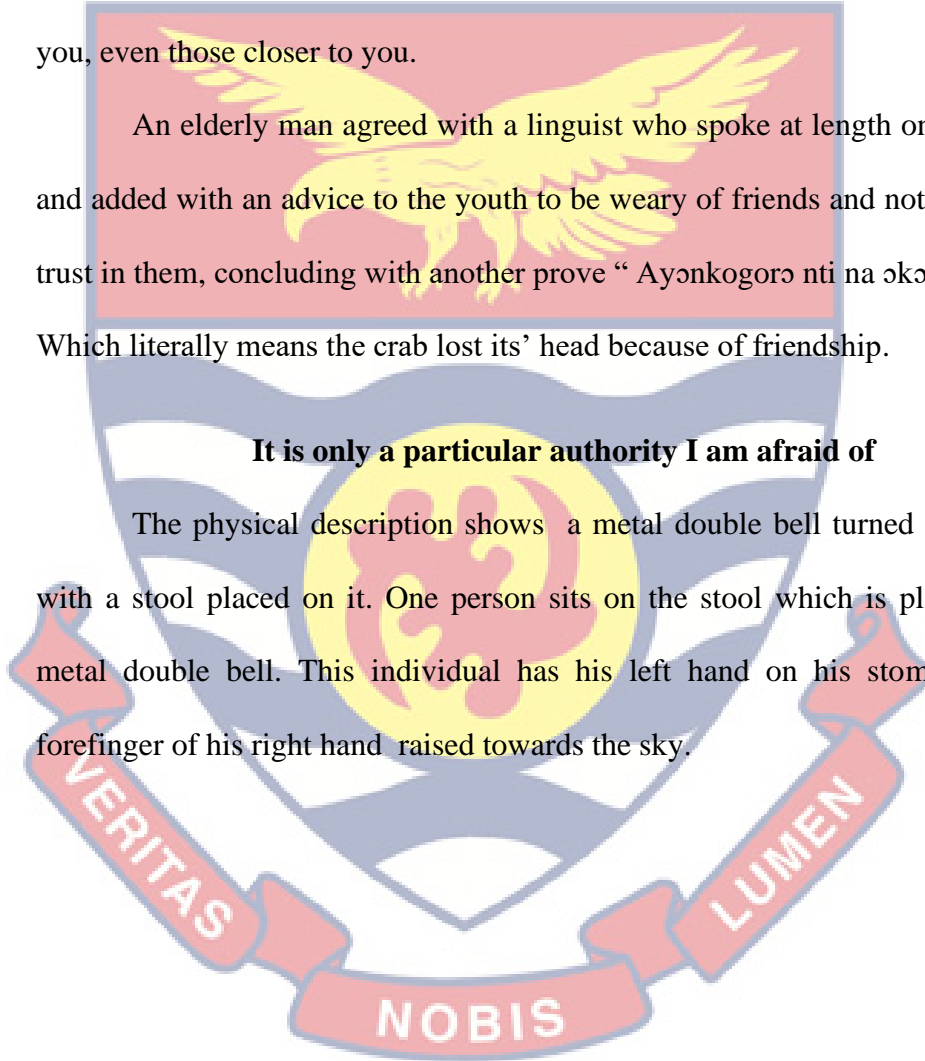 you, even those closer to you.
An elderly man agreed with a linguist who spoke at length
and added with an advice to the youth to be weary of friends and not
trust in them, concluding with another prove “ Ayɔnkogorɔ nti na ɔkɔ
Which literally means the crab lost its’ head because of friendship.
It is only a particular authority I am afraid of
The physical description shows a metal double bell turned
with a stool placed on it. One person sits on the stool which is
metal double bell. This individual has his left hand on his
forefinger of his right hand raised towards the sky.
VERITAS
NOBIS
LUMEN